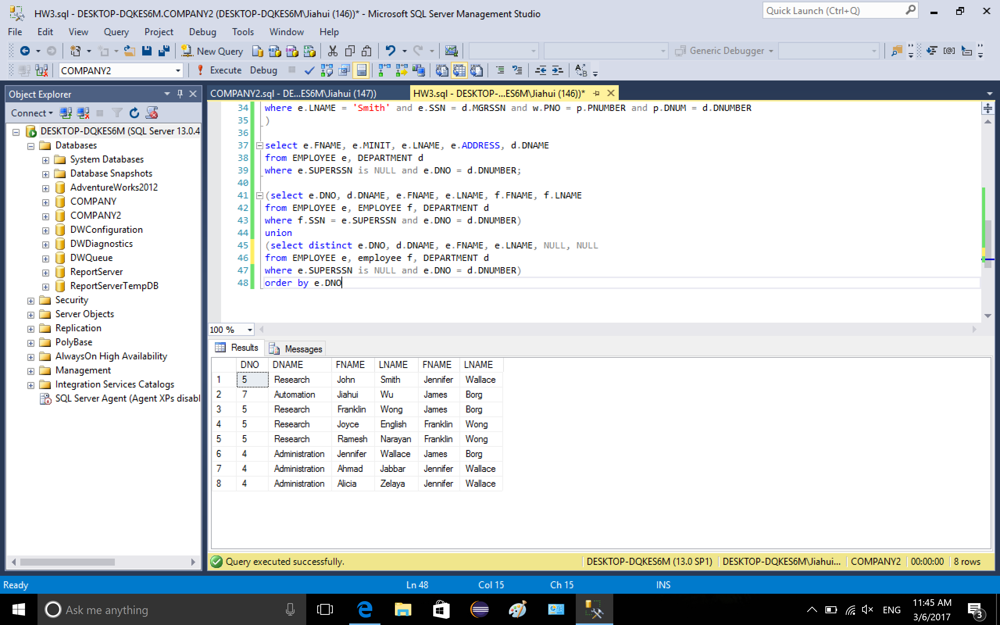 HW3.sql - DESKTOP-DQKES6M.COMPANY2 (DESKTOP-DQKES6M\Jiahui (146))* - Microsoft SQL Server Management Studio
Quick Launch (Ctrl+Q)
File Edit View Query Project Debug Tools Window Help
New Query
Generic Debugger
COMPANY2
Execute Debug
Object Explorer
Connect
DESKTOP-DQKES6M (SQL Server 13.0.4
Databases
System Databases
Database Snapshots
AdventureWorks2012
COMPANY
COMPANY2
DWConfiguration
DWDiagnostics
DWQueue
ReportServer
ReportServerTempDB
Security
Server Objects
Replication
PolyBase
AlwaysOn High Availability
Management
Integration Services Catalogs
SQL Server Agent (Agent XPs disabl
COMPANY2.sql - DE...ES6M\Jiahui (147))
HW3.sql - DESKTOP-...ES6M\Jiahui (146))*
34 where e.LNAME = 'Smith' and e.SSN = d.MGRSSN and w.PNO = p.PNUMBER and p.DNUM = d.DNUMBER
35 )
36
37 select e.FNAME, e.MINIT, e.LNAME, e.ADDRESS, d.DNAME
38 from EMPLOYEE e, DEPARTMENT d
39 where e.SUPERSSN is NULL and e.DNO = d.DNUMBER;
40
41 (select e.DNO, d.DNAME, e.FNAME, e.LNAME, f.FNAME, f.LNAME
42 from EMPLOYEE e, EMPLOYEE f, DEPARTMENT d
43 where f.SSN = e.SUPERSSN and e.DNO = d.DNUMBER)
44 union
45 (select distinct e.DNO, d.DNAME, e.FNAME, e.LNAME, NULL, NULL
46 from EMPLOYEE e, employee f, DEPARTMENT d
47 where e.SUPERSSN is NULL and e.DNO = d.DNUMBER)
48 order by e.DNO
100 %
Results Messages
DNO DNAME FNAME LNAME FNAME LNAME
1 5 Research John Smith Jennifer Wallace
2 7 Automation Jiahui Wu James Borg
3 5 Research Franklin Wong James Borg
4 5 Research Joyce English Franklin Wong
5 5 Research Ramesh Narayan Franklin Wong
6 4 Administration Jennifer Wallace James Borg
7 4 Administration Ahmad Jabbar Jennifer Wallace
8 4 Administration Alicia Zelaya Jennifer Wallace
Query executed successfully.
DESKTOP-DQKES6M (13.0 SP1) DESKTOP-DQKES6M\Jiahui... COMPANY2 00:00:00 8 rows
Ready
Ln 48 Col 15 Ch 15 INS
Ask me anything
ENG
11:45 AM
3/6/2017
3